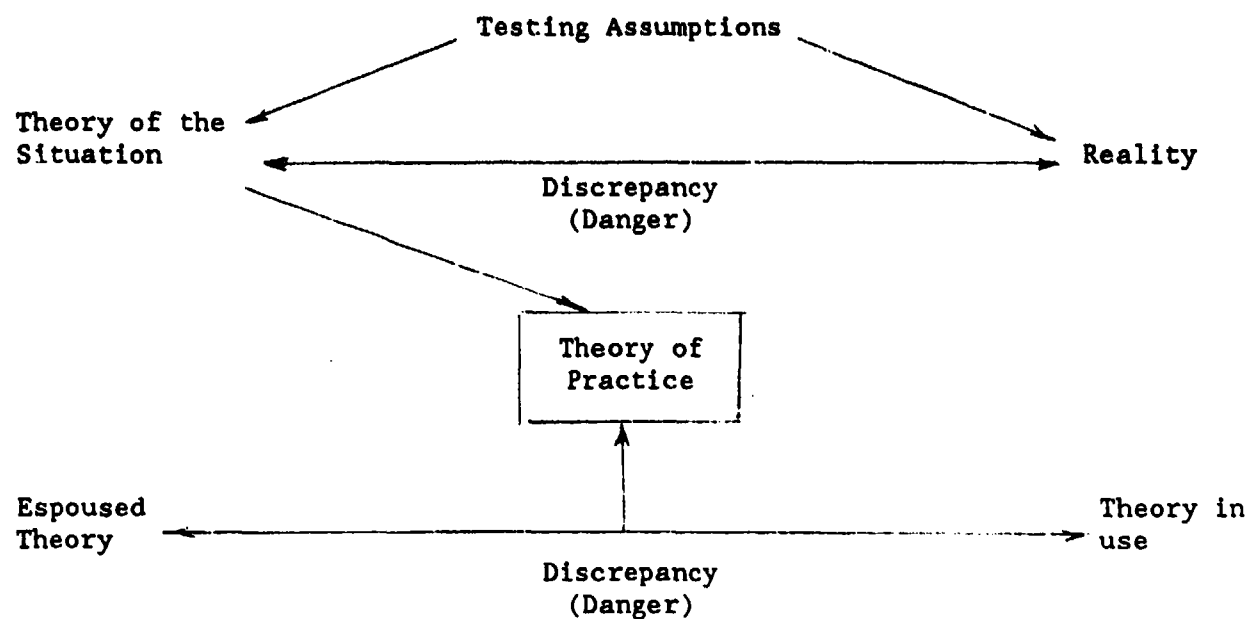 Testing Assumptions
Theory of the
Situation
Reality
Discrepancy
(Danger)
Theory of
Practice
Espoused
Theory
Theory in
use
Discrepancy
(Danger)